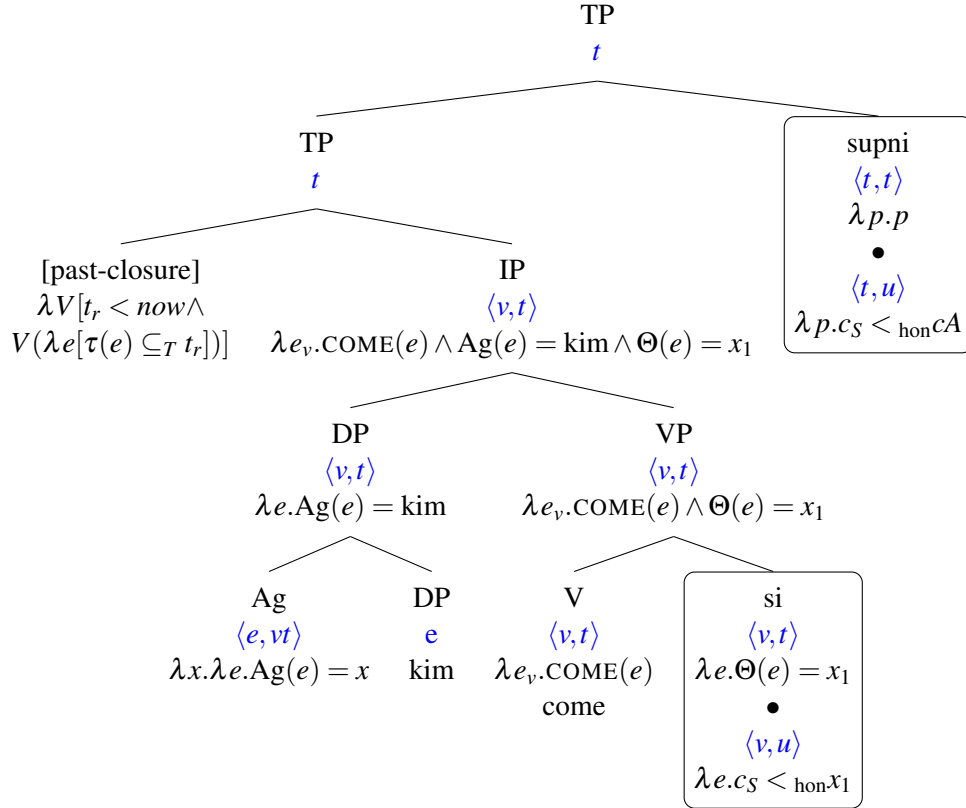 TP
t
TP
t
supni
⟨t,t⟩
λp.p
•
⟨t,u⟩
λp.c_S <_hon cA
[past-closure]
λV[t_r < now∧
V(λe[τ(e) ⊆_T t_r])]
IP
⟨v,t⟩
λe_v.COME(e) ∧ Ag(e) = kim ∧ Θ(e) = x_1
DP
⟨v,t⟩
λe.Ag(e) = kim
VP
⟨v,t⟩
λe_v.COME(e) ∧ Θ(e) = x_1
Ag
⟨e,vt⟩
λx.λe.Ag(e) = x
DP
e
kim
V
⟨v,t⟩
λe_v.COME(e)
come
si
⟨v,t⟩
λe.Θ(e) = x_1
•
⟨v,u⟩
λe.c_S <_hon x_1